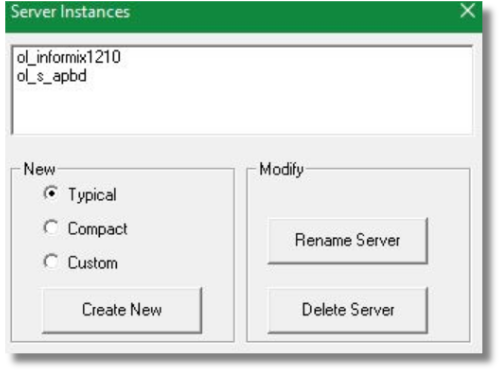 Server Instances
ol_informix1210
ol_s_apbd
New
Typical
Compact
Custom
Create New
Modify
Rename Server
Delete Server